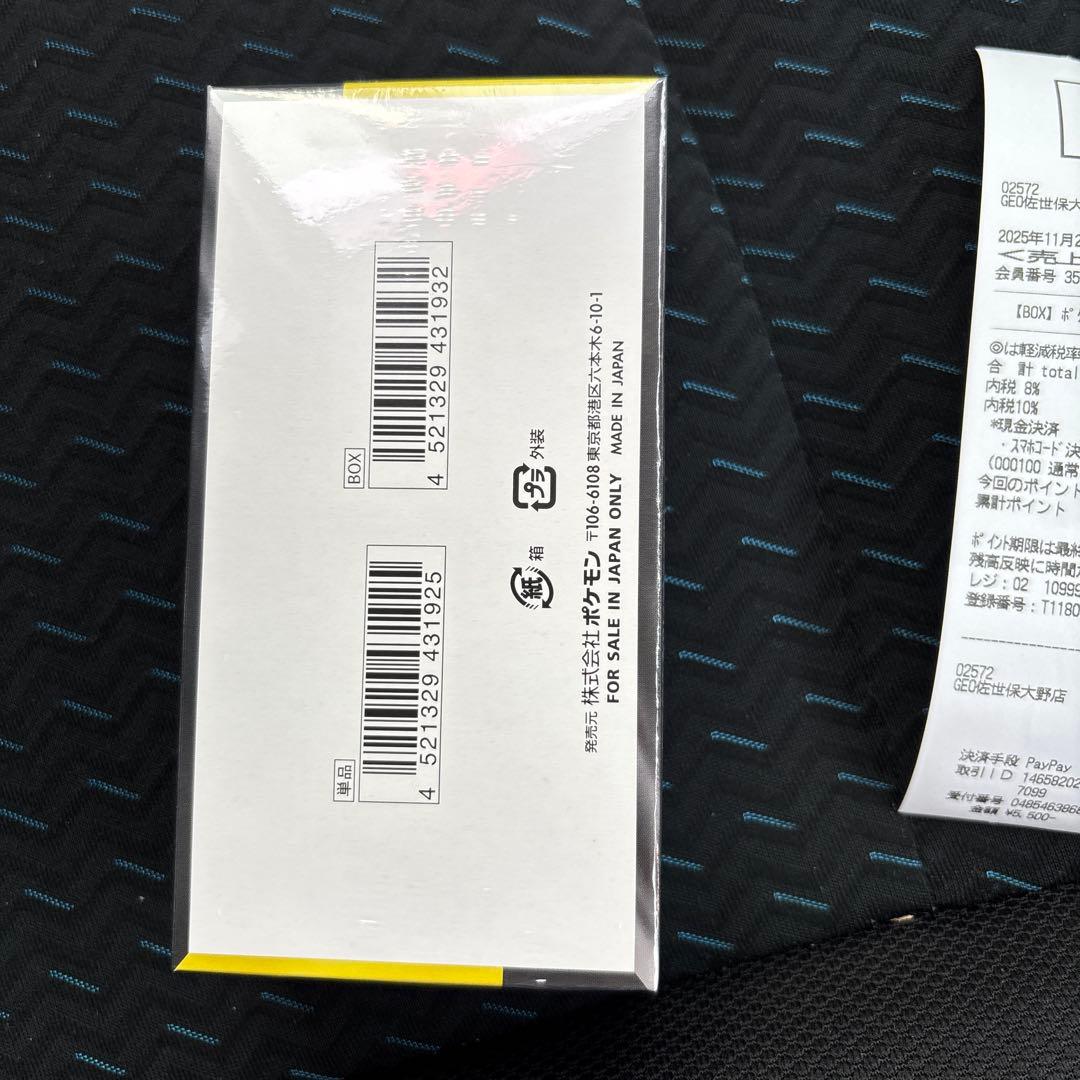 BOX
4 521329 431932
単品
4 521329 431925
プラ 外装
紙 箱
発売元 株式会社 ポケモン 〒106-6108 東京都港区六本木6-10-1
FOR SALE IN JAPAN ONLY MADE IN JAPAN
02572
GEO佐世保大
2025年11月2
<売上
会員番号 35
【BOX】ポケ
◎は軽減税率
合 計 total
内税 8%
内税10%
*現金決済
・スマホコード決
(000100 通常
今回のポイント
累計ポイント
ポイント期限は最終
残高反映に時間が
レジ:02 10999
登録番号:T1180
02572
GEO佐世保大野店
決済手段 PayPay
取引ID 14658202
7099
受付番号 0485463868
金額 ¥5,500-